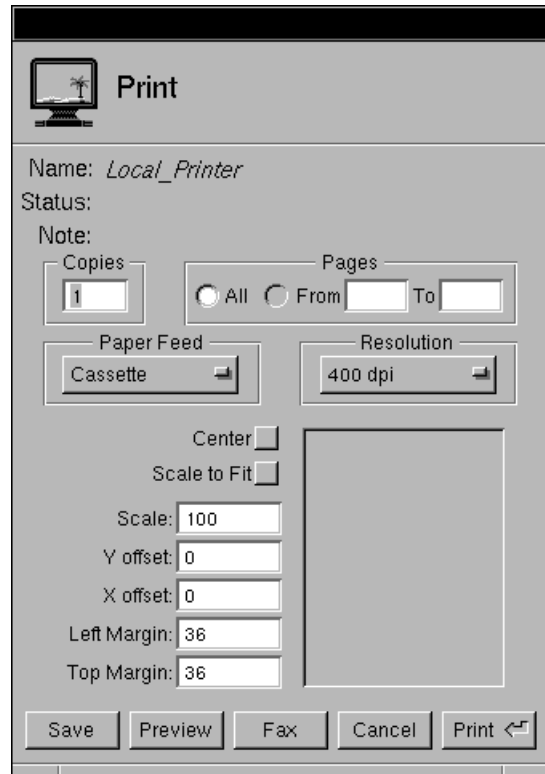 Print
Name: Local_Printer
Status:
Note:
Copies Pages
1 All From To
Paper Feed Resolution
Cassette 400 dpi
Center
Scale to Fit
Scale: 100
Y offset: 0
X offset: 0
Left Margin: 36
Top Margin: 36
Save Preview Fax Cancel Print